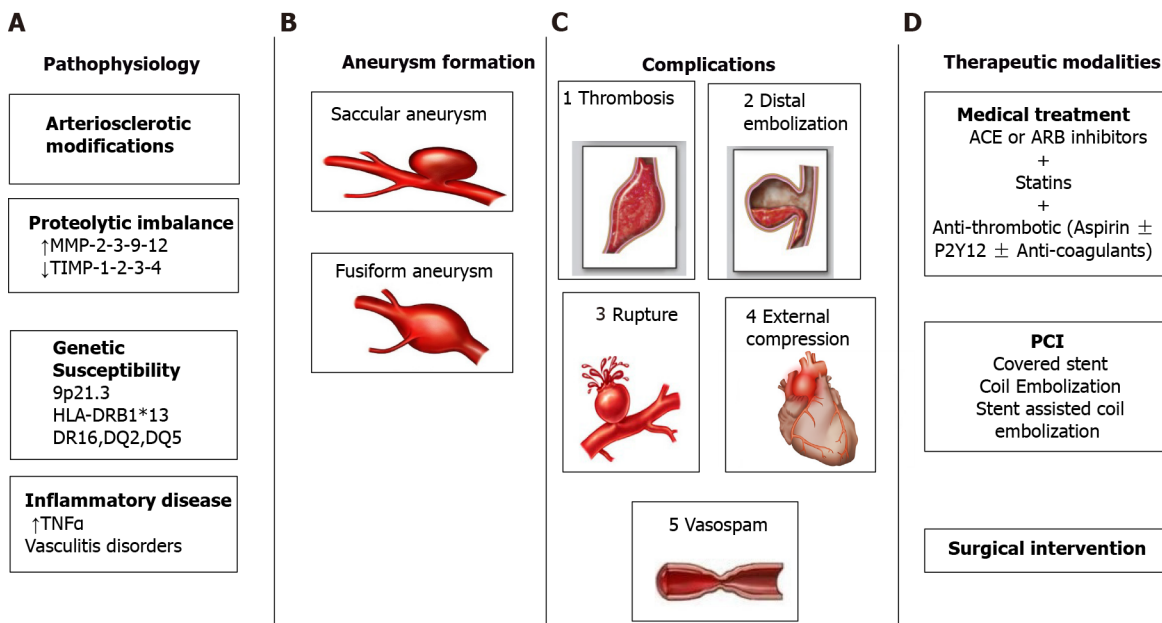 A
Pathophysiology
Arteriosclerotic
modifications
Proteolytic imbalance
↑MMP-2-3-9-12
↓TIMP-1-2-3-4
Genetic
Susceptibility
9p21.3
HLA-DRB1*13
DR16,DQ2,DQ5
Inflammatory disease
↑TNFα
Vasculitis disorders
B
Aneurysm formation
Saccular aneurysm
Fusiform aneurysm
C
Complications
1 Thrombosis
2 Distal
embolization
3 Rupture
4 External
compression
5 Vasospam
D
Therapeutic modalities
Medical treatment
ACE or ARB inhibitors
+
Statins
+
Anti-thrombotic (Aspirin ±
P2Y12 ± Anti-coagulants)
PCI
Covered stent
Coil Embolization
Stent assisted coil
embolization
Surgical intervention